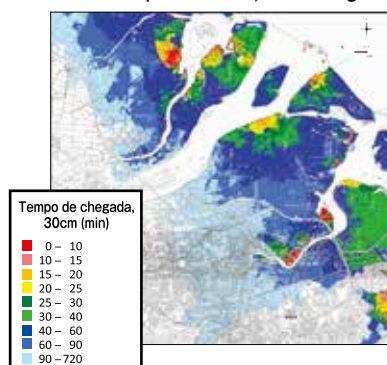 Tempo de chegada,
30cm (min)
0 – 10
10 – 15
15 – 20
20 – 25
25 – 30
30 – 40
40 – 60
60 – 90
90 –720